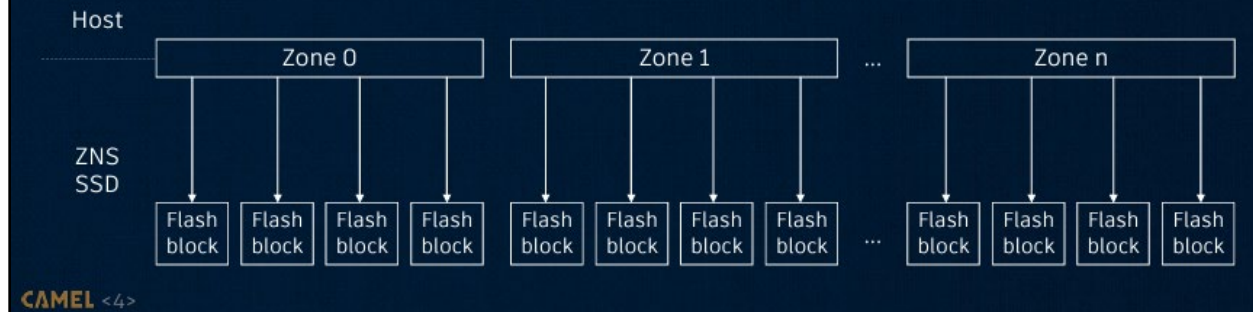 Host
Zone 0
Zone 1
...
Zone n
ZNS
SSD
Flash
block
Flash
block
Flash
block
Flash
block
Flash
block
Flash
block
Flash
block
Flash
block
...
Flash
block
Flash
block
Flash
block
Flash
block
CAMEL <4>